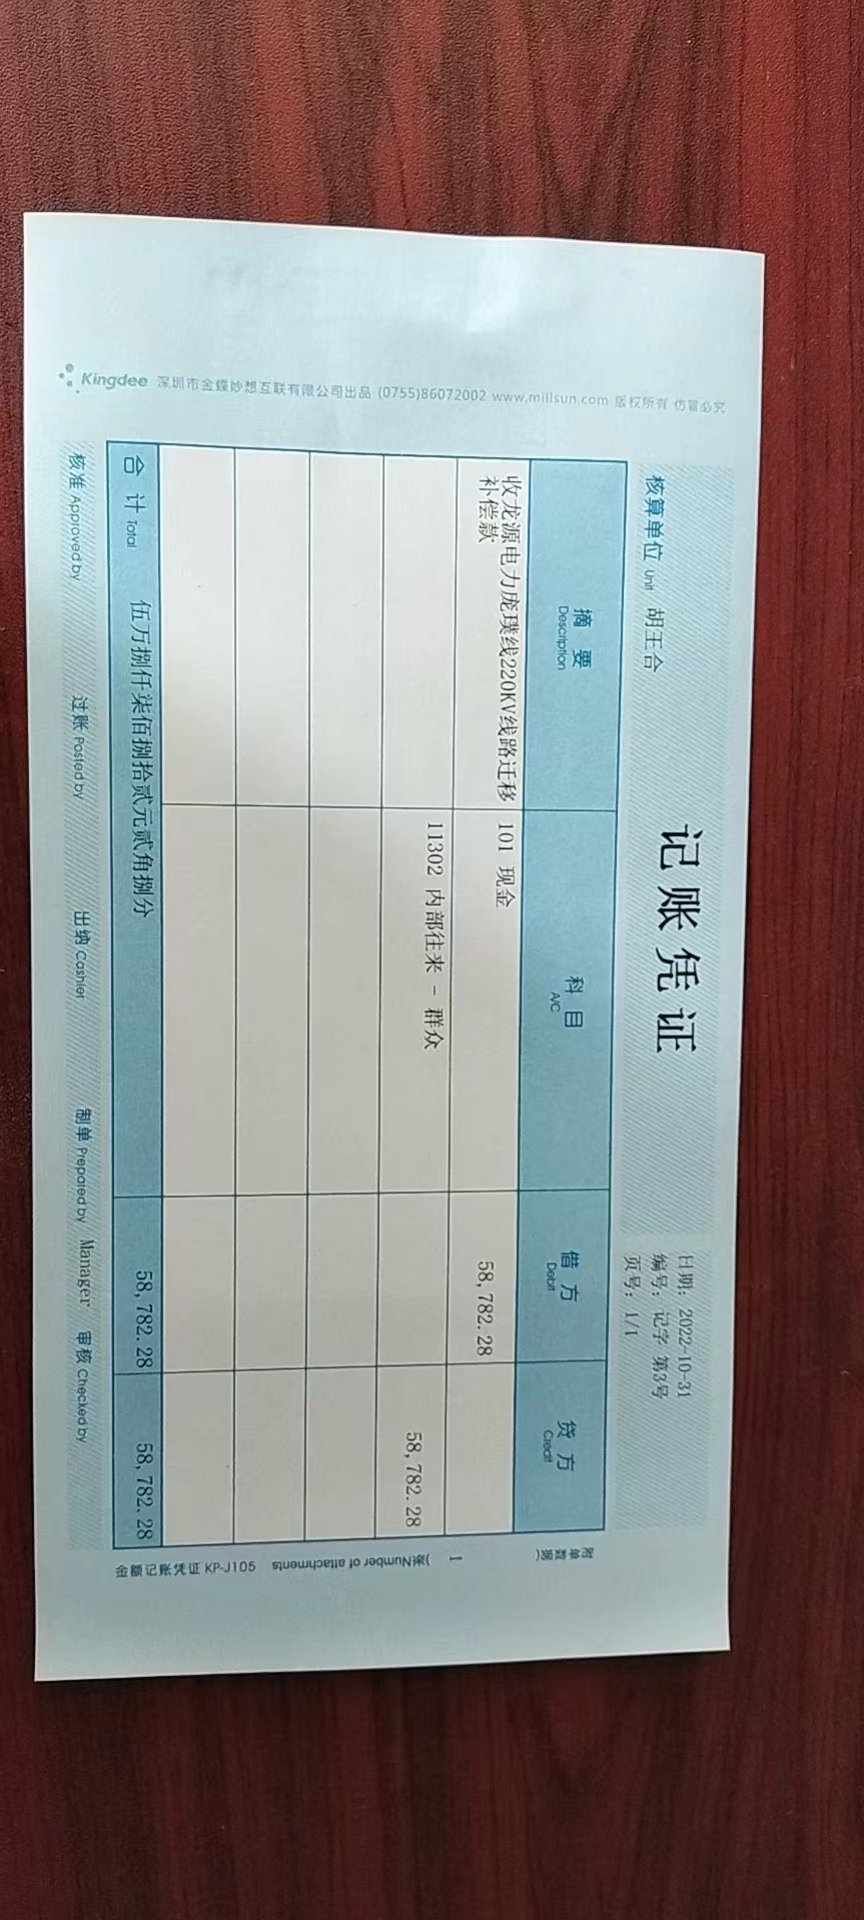 记账凭证
日期：2022-10-31
编号：记字 第3号
页号：1/1
核算单位 Unit 胡王合
摘 要 Description 科 目 A/C 借 方 Debit 贷 方 Credit
收龙源电力庞璞线220KV线路迁移 101 现金 58,782.28
补偿款
11302 内部往来 - 群众 58,782.28
合 计 Total 伍万捌仟柒佰捌拾贰元贰角捌分 58,782.28 58,782.28
核准 Approved by 过账 Posted by 出纳 Cashier 制单 Prepared by Manager 审核 Checked by
附单数据( 1 张Number of attachments)
金额记账凭证 KP-J105
Kingdee 深圳市金蝶妙想互联有限公司出品 (0755)86072002 www.millsun.com 版权所有 仿冒必究